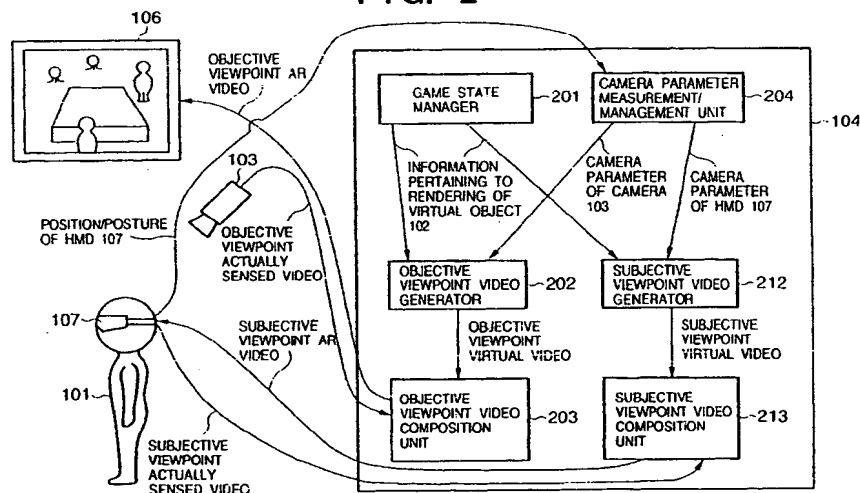 FIG. 2
106
OBJECTIVE
VIEWPOINT AR
VIDEO
103
POSITION/POSTURE
OF HMD 107
OBJECTIVE
VIEWPOINT
ACTUALLY
SENSED VIDEO
107
101
SUBJECTIVE
VIEWPOINT AR
VIDEO
SUBJECTIVE
VIEWPOINT
ACTUALLY
SENSED VIDEO
GAME STATE
MANAGER
201
CAMERA PARAMETER
MEASUREMENT/
MANAGEMENT UNIT
204
104
INFORMATION
PERTAINING TO
RENDERING OF
VIRTUAL OBJECT
102
CAMERA
PARAMETER
OF CAMERA
103
CAMERA
PARAMETER
OF HMD 107
OBJECTIVE
VIEWPOINT VIDEO
GENERATOR
202
SUBJECTIVE
VIEWPOINT VIDEO
GENERATOR
212
OBJECTIVE
VIEWPOINT
VIRTUAL VIDEO
SUBJECTIVE
VIEWPOINT
VIRTUAL VIDEO
OBJECTIVE
VIEWPOINT VIDEO
COMPOSITION
UNIT
203
SUBJECTIVE
VIEWPOINT VIDEO
COMPOSITION
UNIT
213